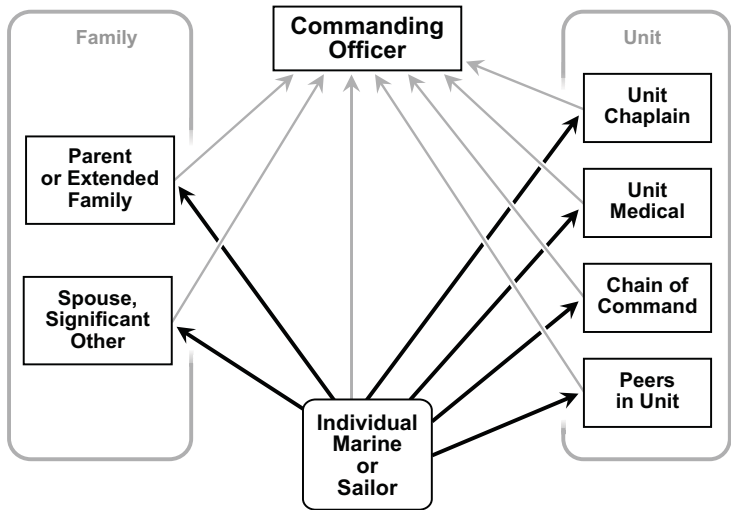 Family
Commanding
Officer
Unit
Unit
Chaplain
Parent
or Extended
Family
Unit
Medical
Spouse,
Significant
Other
Chain of
Command
Peers
in Unit
Individual
Marine
or
Sailor